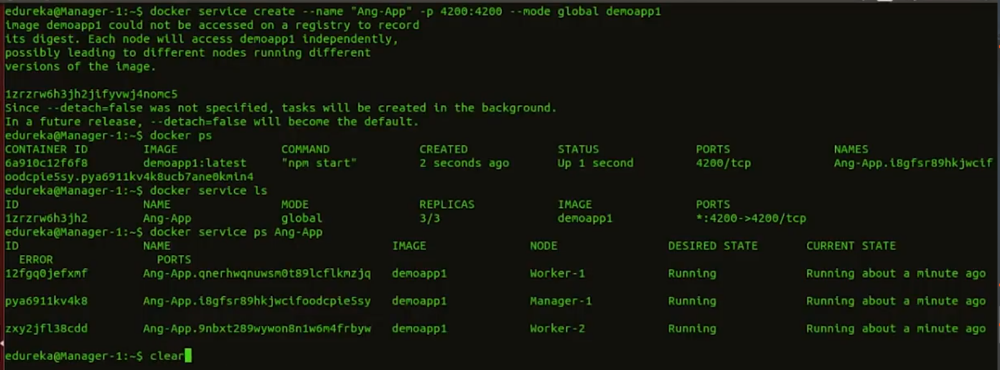 edureka@Manager-1:~$ docker service create --name "Ang-App" -p 4200:4200 --mode global demoapp1
image demoapp1 could not be accessed on a registry to record
its digest. Each node will access demoapp1 independently,
possibly leading to different nodes running different
versions of the image.
1zrzrw6h3jh2jifyvwj4nomc5
Since --detach=false was not specified, tasks will be created in the background.
In a future release, --detach=false will become the default.
edureka@Manager-1:~$ docker ps
CONTAINER ID IMAGE COMMAND CREATED STATUS PORTS NAMES
6a910c12f6f8 demoapp1:latest "npm start" 2 seconds ago Up 1 second 4200/tcp Ang-App.i8gfsr89hkjwcif
oodcpie5sy.pya6911kv4k8ucb7ane0kmin4
edureka@Manager-1:~$ docker service ls
ID NAME MODE REPLICAS IMAGE PORTS
1zrzrw6h3jh2 Ang-App global 3/3 demoapp1 *:4200->4200/tcp
edureka@Manager-1:~$ docker service ps Ang-App
ID NAME IMAGE NODE DESIRED STATE CURRENT STATE
ERROR PORTS
12fgq0jefxmf Ang-App.qnerhwqnuwsm0t89lcflkmzjq demoapp1 Worker-1 Running Running about a minute ago
pya6911kv4k8 Ang-App.i8gfsr89hkjwcifoodcpie5sy demoapp1 Manager-1 Running Running about a minute ago
zxy2jfl38cdd Ang-App.9nbxt289wywon8n1w6m4frbyw demoapp1 Worker-2 Running Running about a minute ago
edureka@Manager-1:~$ clear